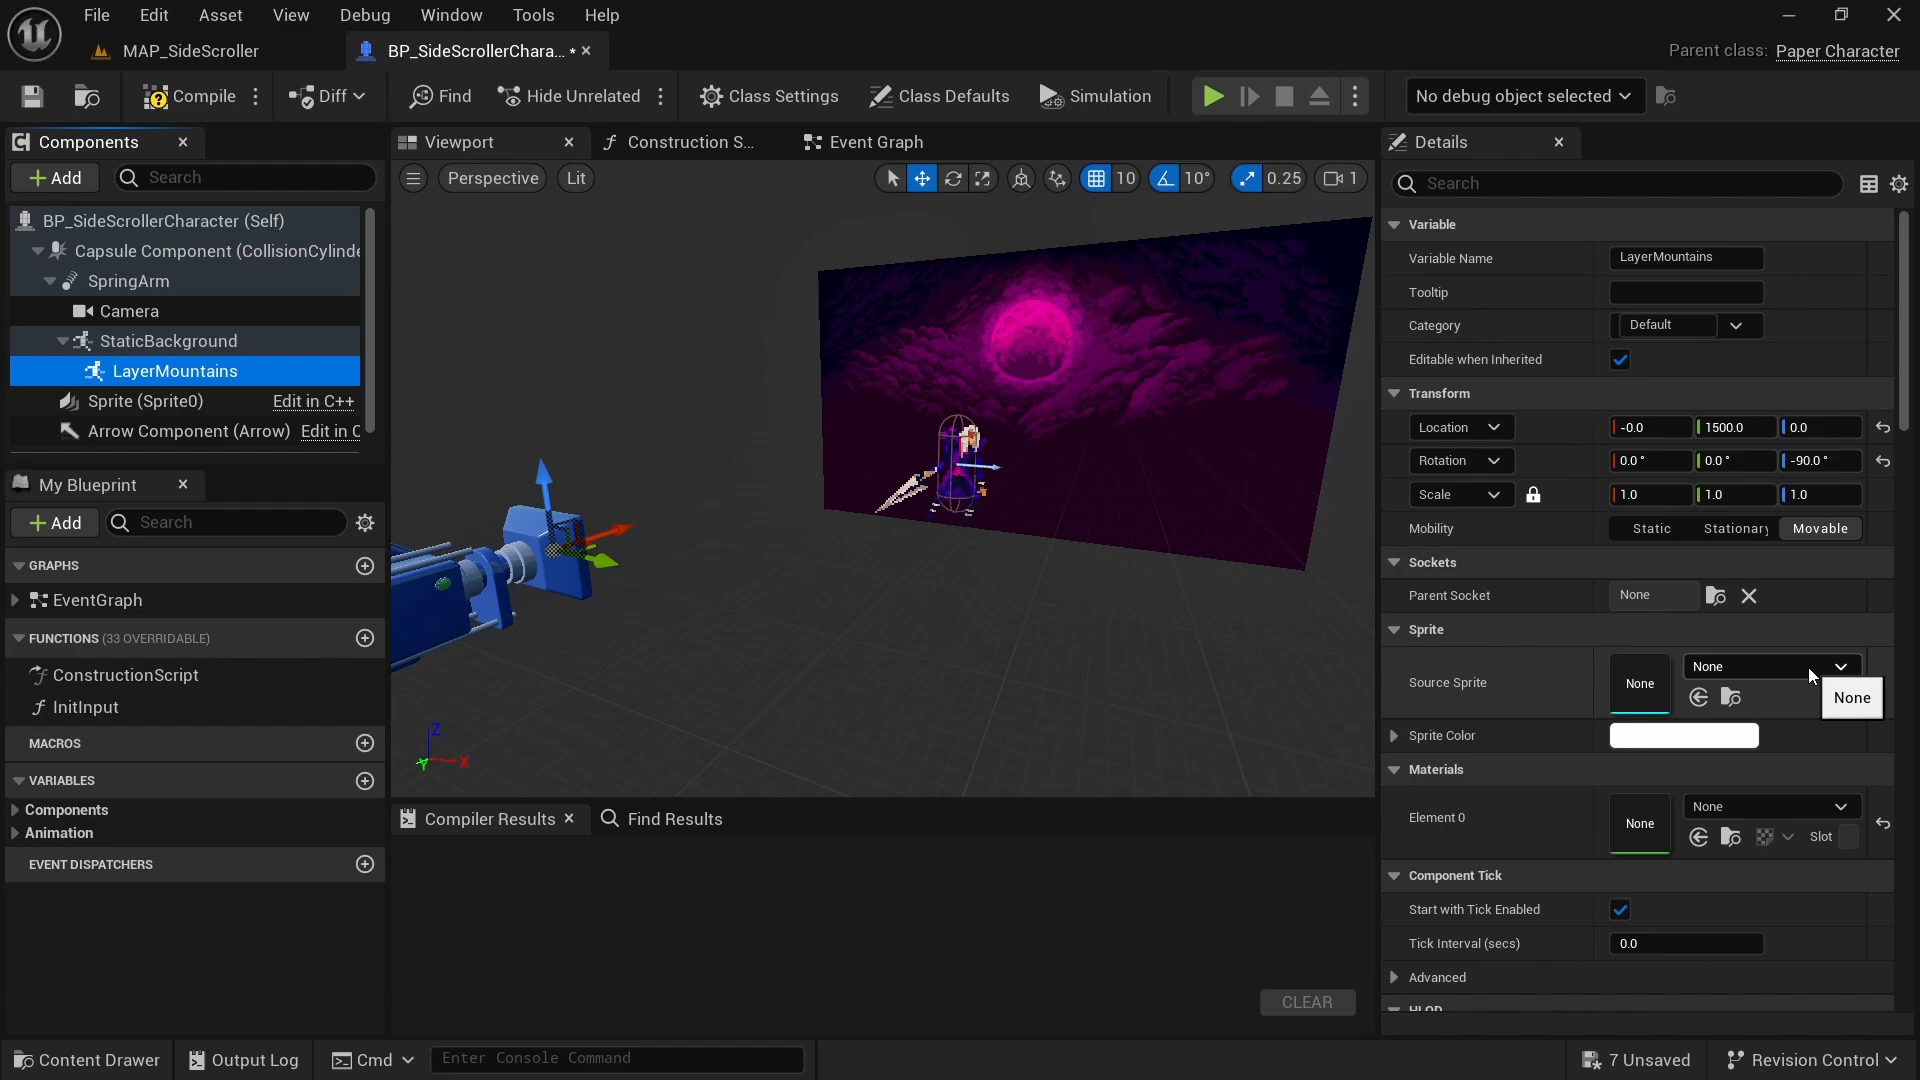 File Edit Asset View Debug Window Tools Help
MAP_SideScroller
BP_SideScrollerChara... *
Parent class: Paper Character
Compile
Diff
Find
Hide Unrelated
Class Settings
Class Defaults
Simulation
No debug object selected
Components
Add
Search
BP_SideScrollerCharacter (Self)
Capsule Component (CollisionCylinde
SpringArm
Camera
StaticBackground
LayerMountains
Sprite (Sprite0) Edit in C++
Arrow Component (Arrow) Edit in C
My Blueprint
Add
Search
GRAPHS
EventGraph
FUNCTIONS (33 OVERRIDABLE)
ConstructionScript
InitInput
MACROS
VARIABLES
Components
Animation
EVENT DISPATCHERS
Viewport
Construction S...
Event Graph
Perspective
Lit
10
10°
0.25
1
Z
X
Y
Compiler Results
Find Results
CLEAR
Details
Search
Variable
Variable Name LayerMountains
Tooltip
Category Default
Editable when Inherited
Transform
Location -0.0 1500.0 0.0
Rotation 0.0° 0.0° -90.0°
Scale 1.0 1.0 1.0
Mobility Static Stationary Movable
Sockets
Parent Socket None
Sprite
Source Sprite None None
None
Sprite Color
Materials
Element 0 None None
Slot
Component Tick
Start with Tick Enabled
Tick Interval (secs) 0.0
Advanced
HLOD
Content Drawer
Output Log
Cmd
Enter Console Command
7 Unsaved
Revision Control